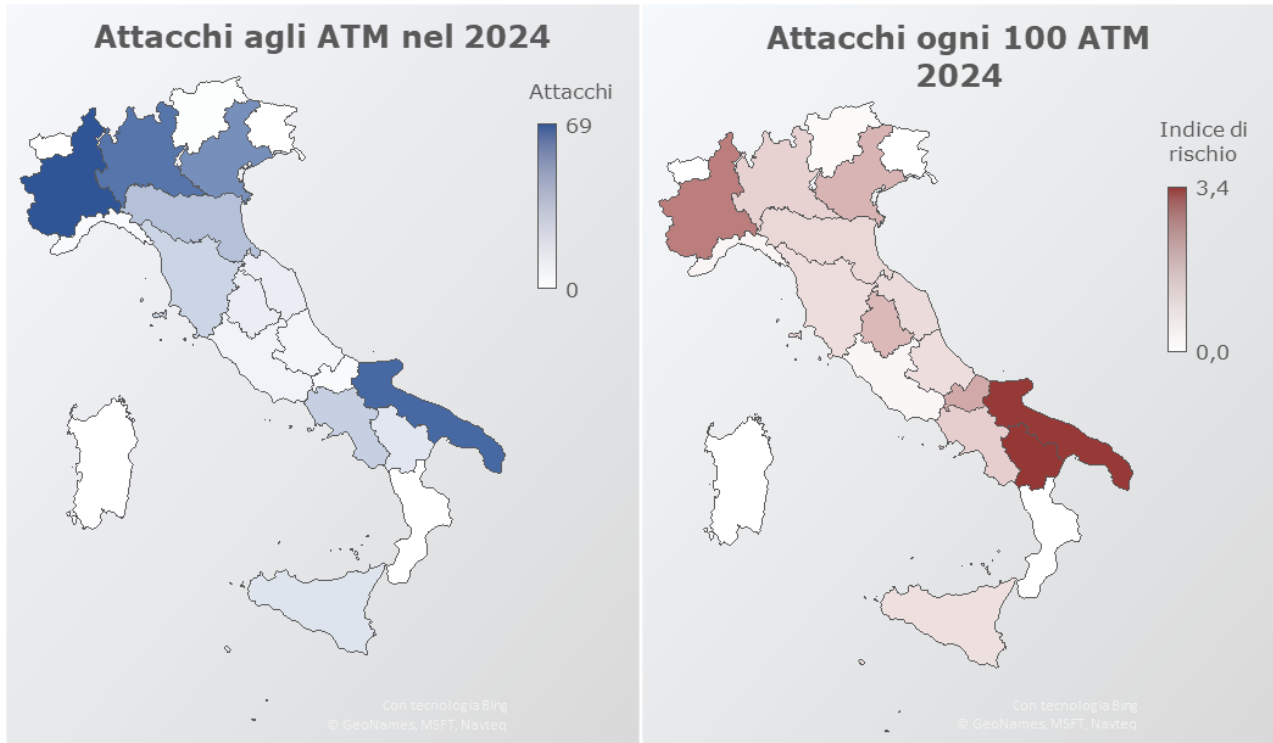 Attacchi agli ATM nel 2024
Attacchi
69
0
Con tecnologia Bing
© GeoNames, MSFT, Navteq
Attacchi ogni 100 ATM
2024
Indice di
rischio
3,4
0,0
Con tecnologia Bing
© GeoNames, MSFT, Navteq